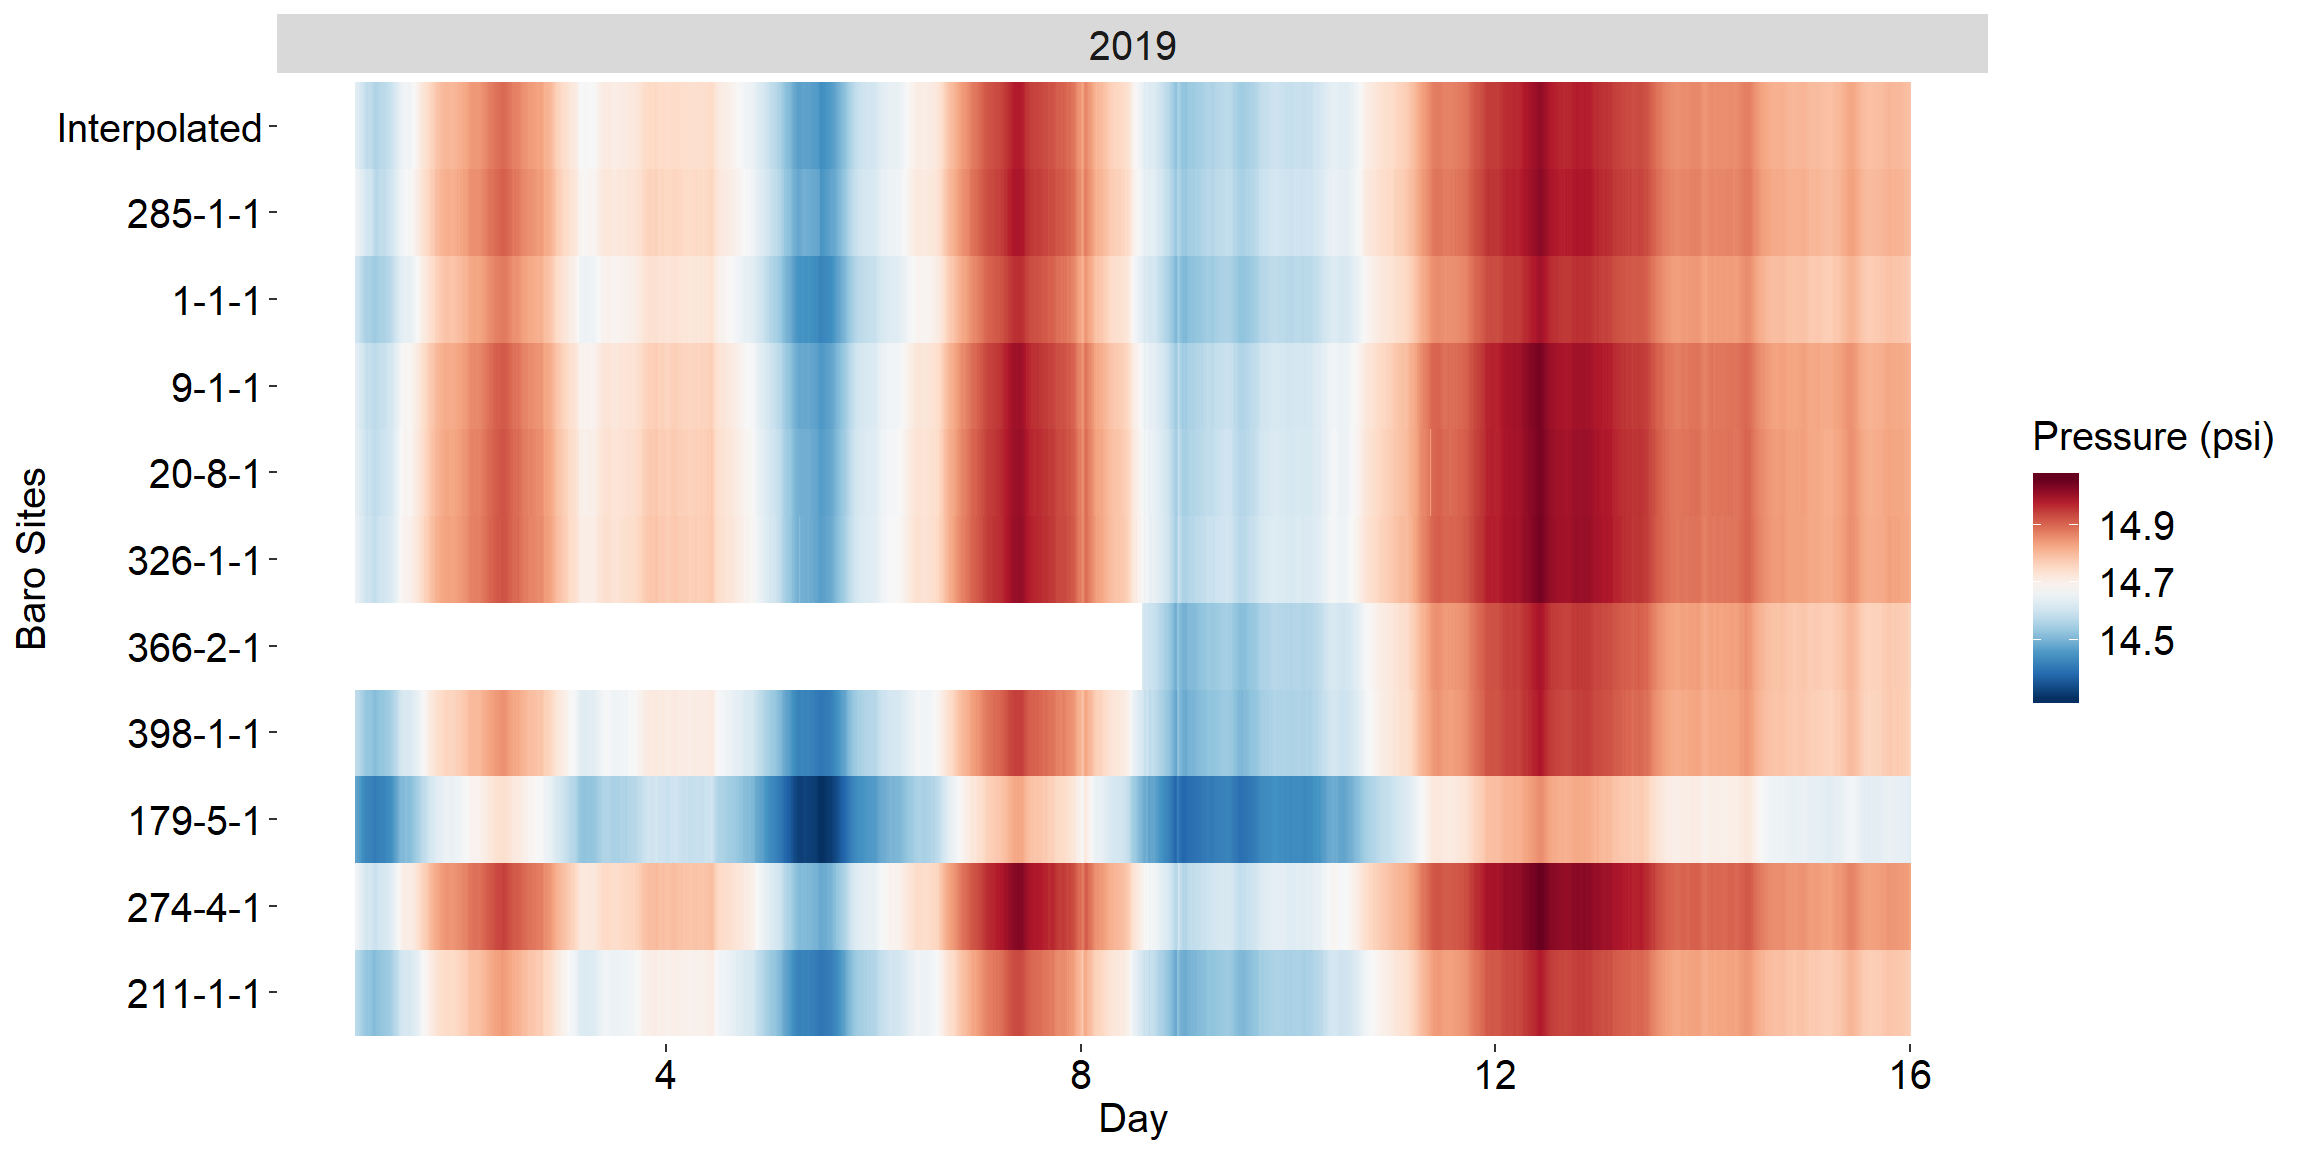 2019
Interpolated
285-1-1
1-1-1
9-1-1
20-8-1
326-1-1
366-2-1
398-1-1
179-5-1
274-4-1
211-1-1
Baro Sites
4 8 12 16
Day
Pressure (psi)
14.9
14.7
14.5